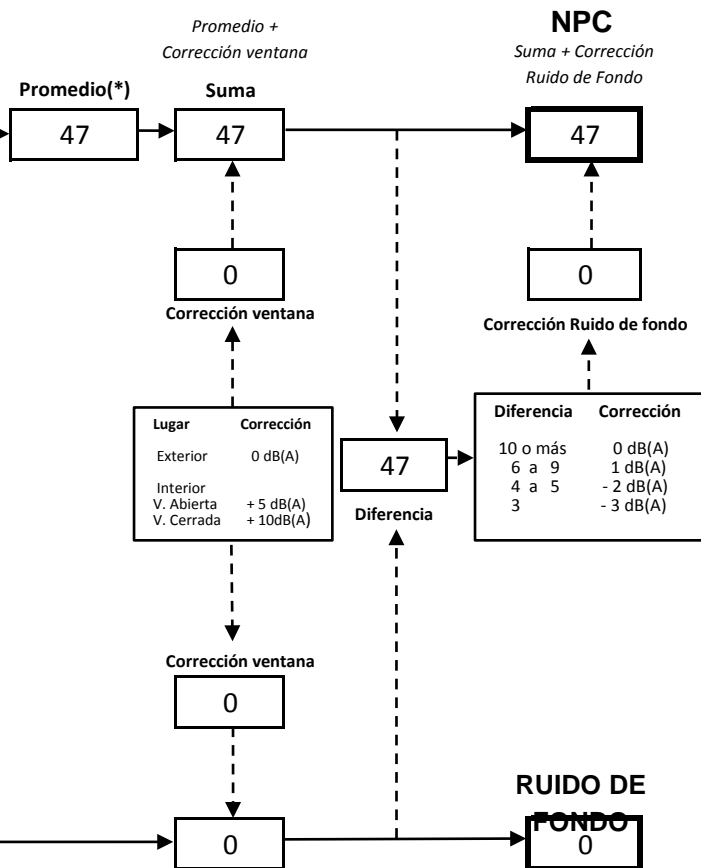 Promedio +
Corrección ventana
NPC
Suma + Corrección
Ruido de Fondo
Promedio(*)
Suma
47
47
47
0
0
Corrección ventana
Corrección Ruido de fondo
Lugar Corrección
Exterior 0 dB(A)
Interior
V. Abierta + 5 dB(A)
V. Cerrada + 10dB(A)
47
Diferencia
Diferencia Corrección
10 o más 0 dB(A)
6 a 9 1 dB(A)
4 a 5 - 2 dB(A)
3 - 3 dB(A)
Corrección ventana
0
RUIDO DE
FONDO
0
0